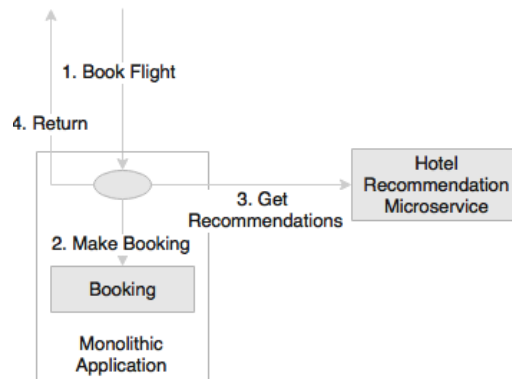 1. Book Flight
4. Return
Hotel
Recommendation
Microservice
3. Get
Recommendations
2. Make Booking
Booking
Monolithic
Application